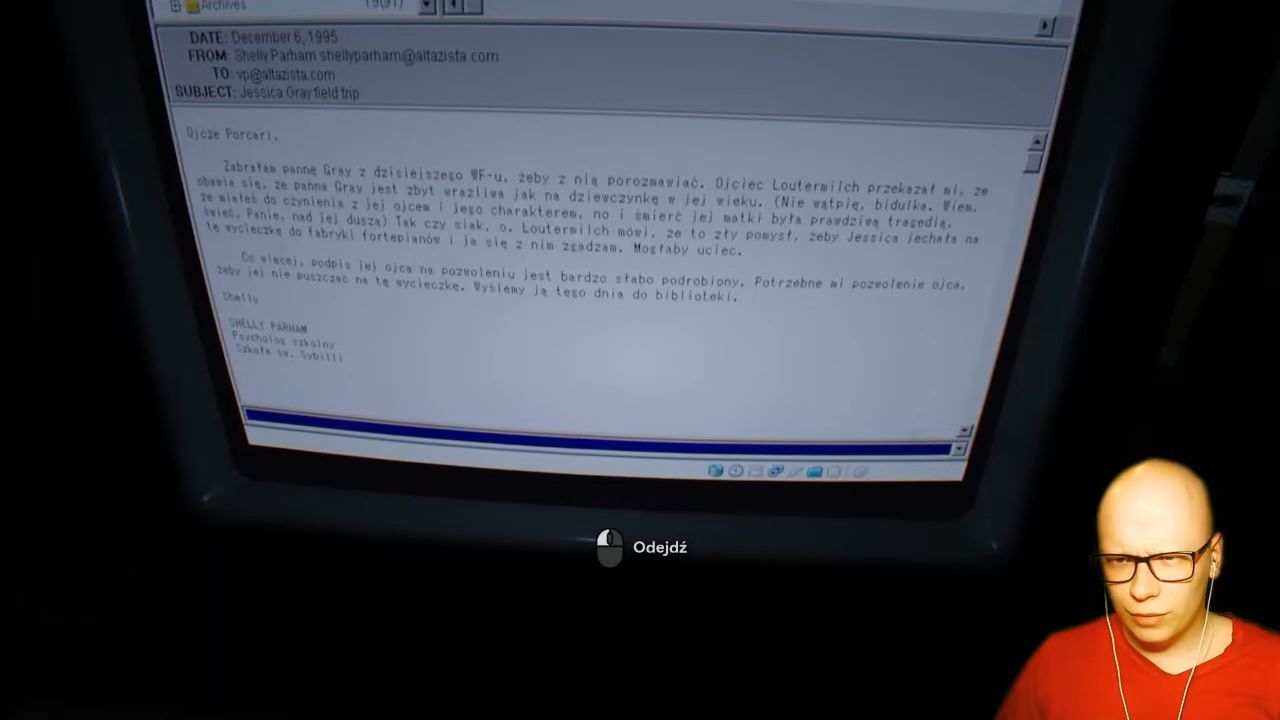 Archives
DATE: December 6, 1995
FROM: Shelly Parham shellyparham@altazista.com
TO: vp@altazista.com
SUBJECT: Jessica Gray field trip
Ojcze Porcari.
Zabrałam pannę Gray z dzisiejszego WF-u, żeby z nią porozmawiać. Ojciec Loutermilch przekazał mi, że
obawia się, że panna Gray jest zbyt wrażliwa jak na dziewczynkę w jej wieku. (Nie wątpię, bidulka. Wiem,
że miałeś do czynienia z jej ojcem i jego charakterem, no i śmierć jej matki była prawdziwą tragedią,
świeć, Panie, nad jej duszą) Tak czy siak, o. Loutermilch mówi, że to zły pomysł, żeby Jessica jechała na
tę wycieczkę do fabryki fortepianów i ja się z nim zgadzam. Mogłaby uciec.
Co więcej, podpis jej ojca na pozwoleniu jest bardzo słabo podrobiony. Potrzebne mi pozwolenie ojca,
żeby jej nie puszczać na tę wycieczkę. Wyślemy ją tego dnia do biblioteki.
Shelly
SHELLY PARHAM
Psycholog szkolny
Szkoła św. Sybilli
Odejdź